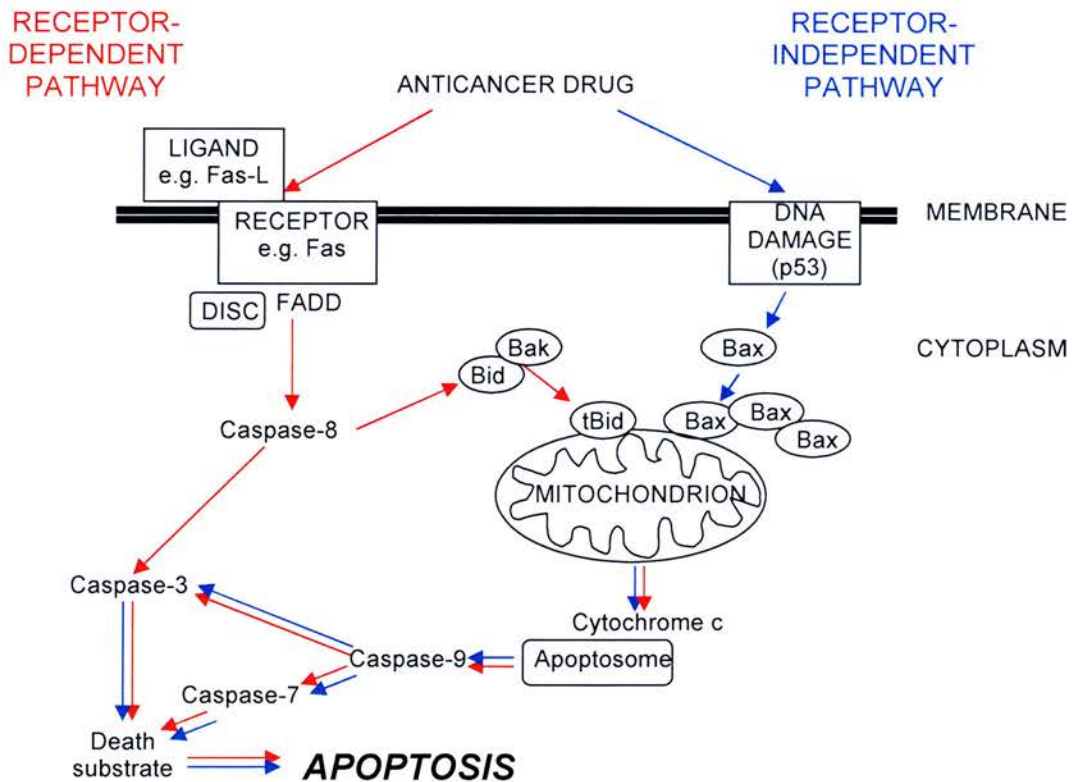 RECEPTOR-
DEPENDENT
PATHWAY
RECEPTOR-
INDEPENDENT
PATHWAY
ANTICANCER DRUG
LIGAND
e.g. Fas-L
RECEPTOR
e.g. Fas
DNA
DAMAGE
(p53)
MEMBRANE
DISC
FADD
CYTOPLASM
Bak
Bid
Bax
Caspase-8
tBid
Bax
Bax
Bax
MITOCHONDRION
Caspase-3
Cytochrome c
Apoptosome
Caspase-9
Caspase-7
Death
substrate
APOPTOSIS